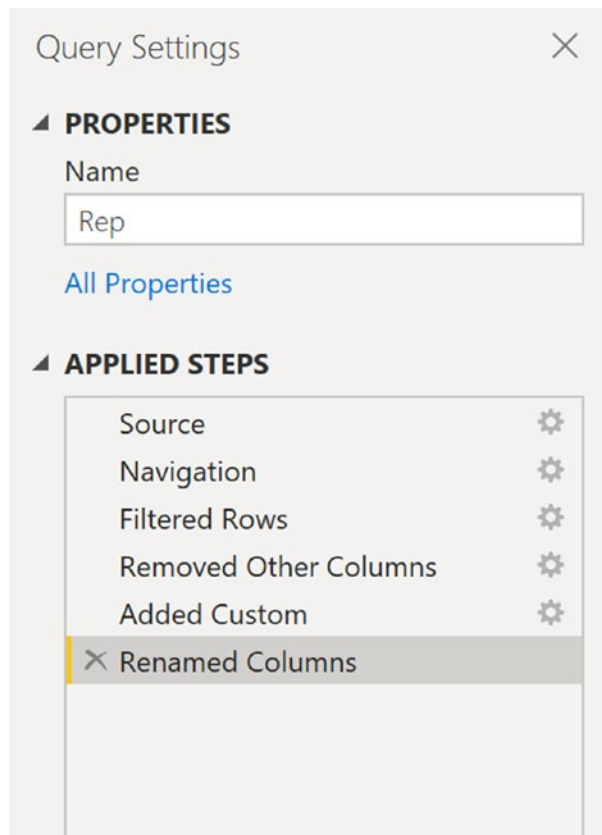 Query Settings
PROPERTIES
Name
Rep
All Properties
APPLIED STEPS
Source
Navigation
Filtered Rows
Removed Other Columns
Added Custom
Renamed Columns